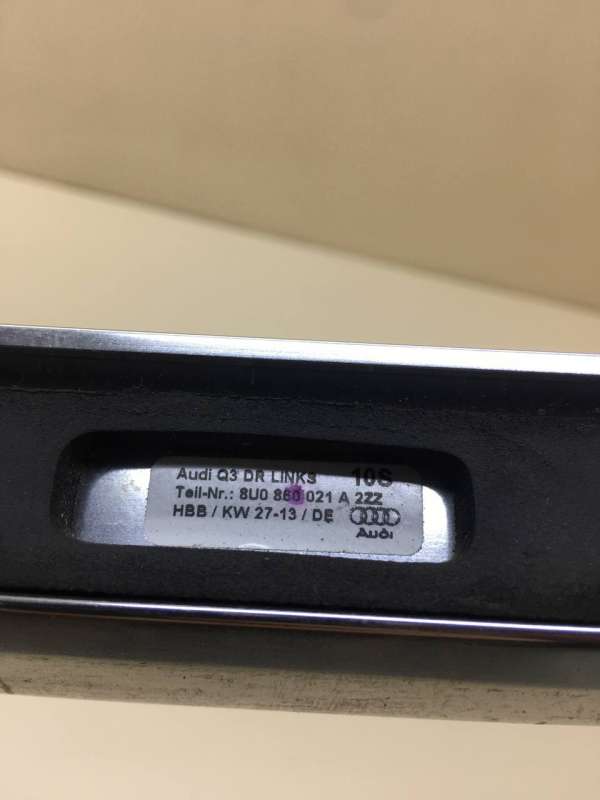 Audi Q3 DR LINKS 10S
Teil-Nr.: 8U0 860 021 A 2ZZ
HBB / KW 27-13 / DE
Audi